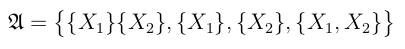 𝔄 = {{X₁}{X₂}, {X₁}, {X₂}, {X₁, X₂}}